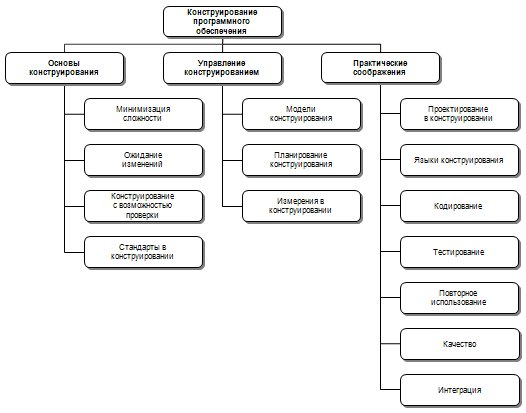 Конструирование
программного
обеспечения
Основы
конструирования
Управление
конструированием
Практические
соображения
Минимизация
сложности
Ожидание
изменений
Конструирование
с возможностью
проверки
Стандарты в
конструировании
Модели
конструирования
Планирование
конструирования
Измерения в
конструировании
Проектирование
в конструировании
Языки конструирования
Кодирование
Тестирование
Повторное
использование
Качество
Интеграция